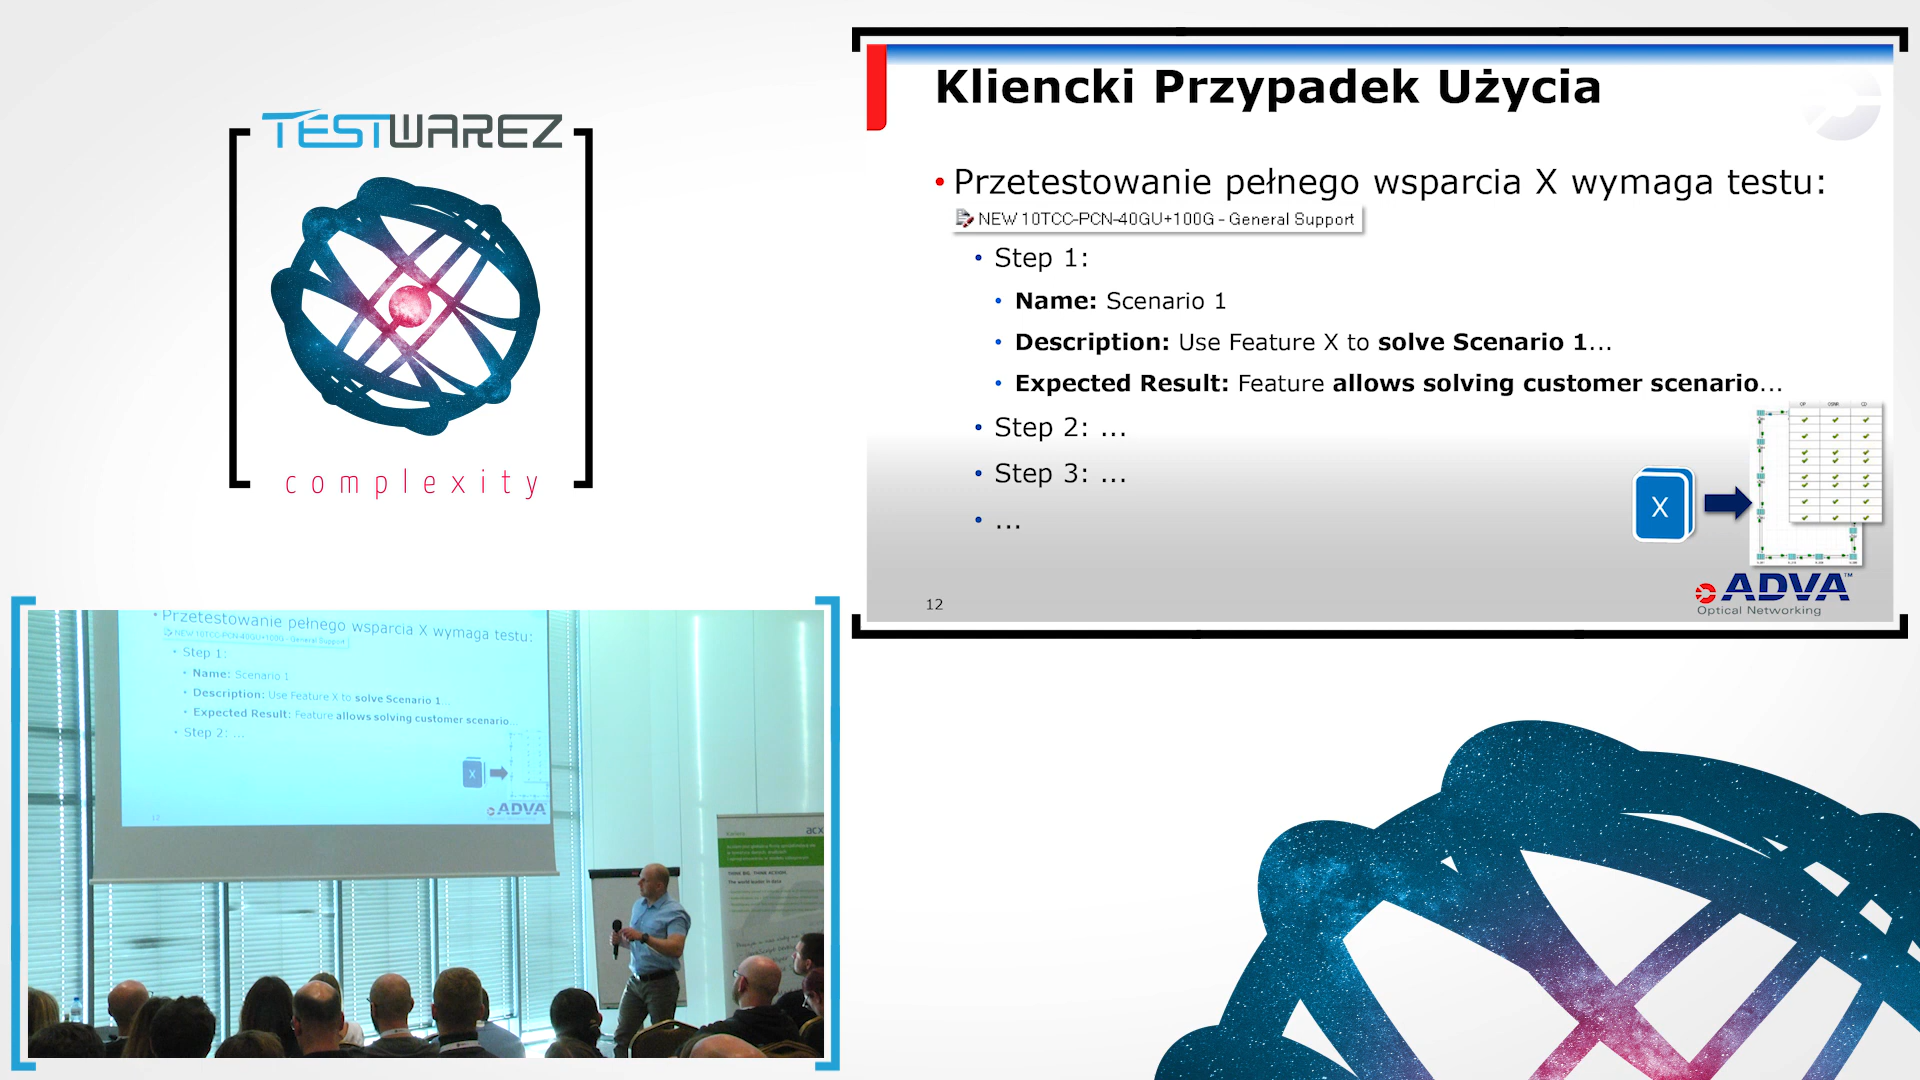 TESTWAREZ
complexity
Kliencki Przypadek Użycia
• Przetestowanie pełnego wsparcia X wymaga testu:
NEW 10TCC-PCN-40GU+100G - General Support
• Step 1:
• Name: Scenario 1
• Description: Use Feature X to solve Scenario 1...
• Expected Result: Feature allows solving customer scenario...
• Step 2: ...
• Step 3: ...
• ...
X
12
ADVA™
Optical Networking
• Przetestowanie pełnego wsparcia X wymaga testu:
NEW 10TCC-PCN-40GU+100G - General Support
• Step 1:
• Name: Scenario 1
• Description: Use Feature X to solve Scenario 1...
• Expected Result: Feature allows solving customer scenario...
• Step 2: ...
X
12
ADVA
acx